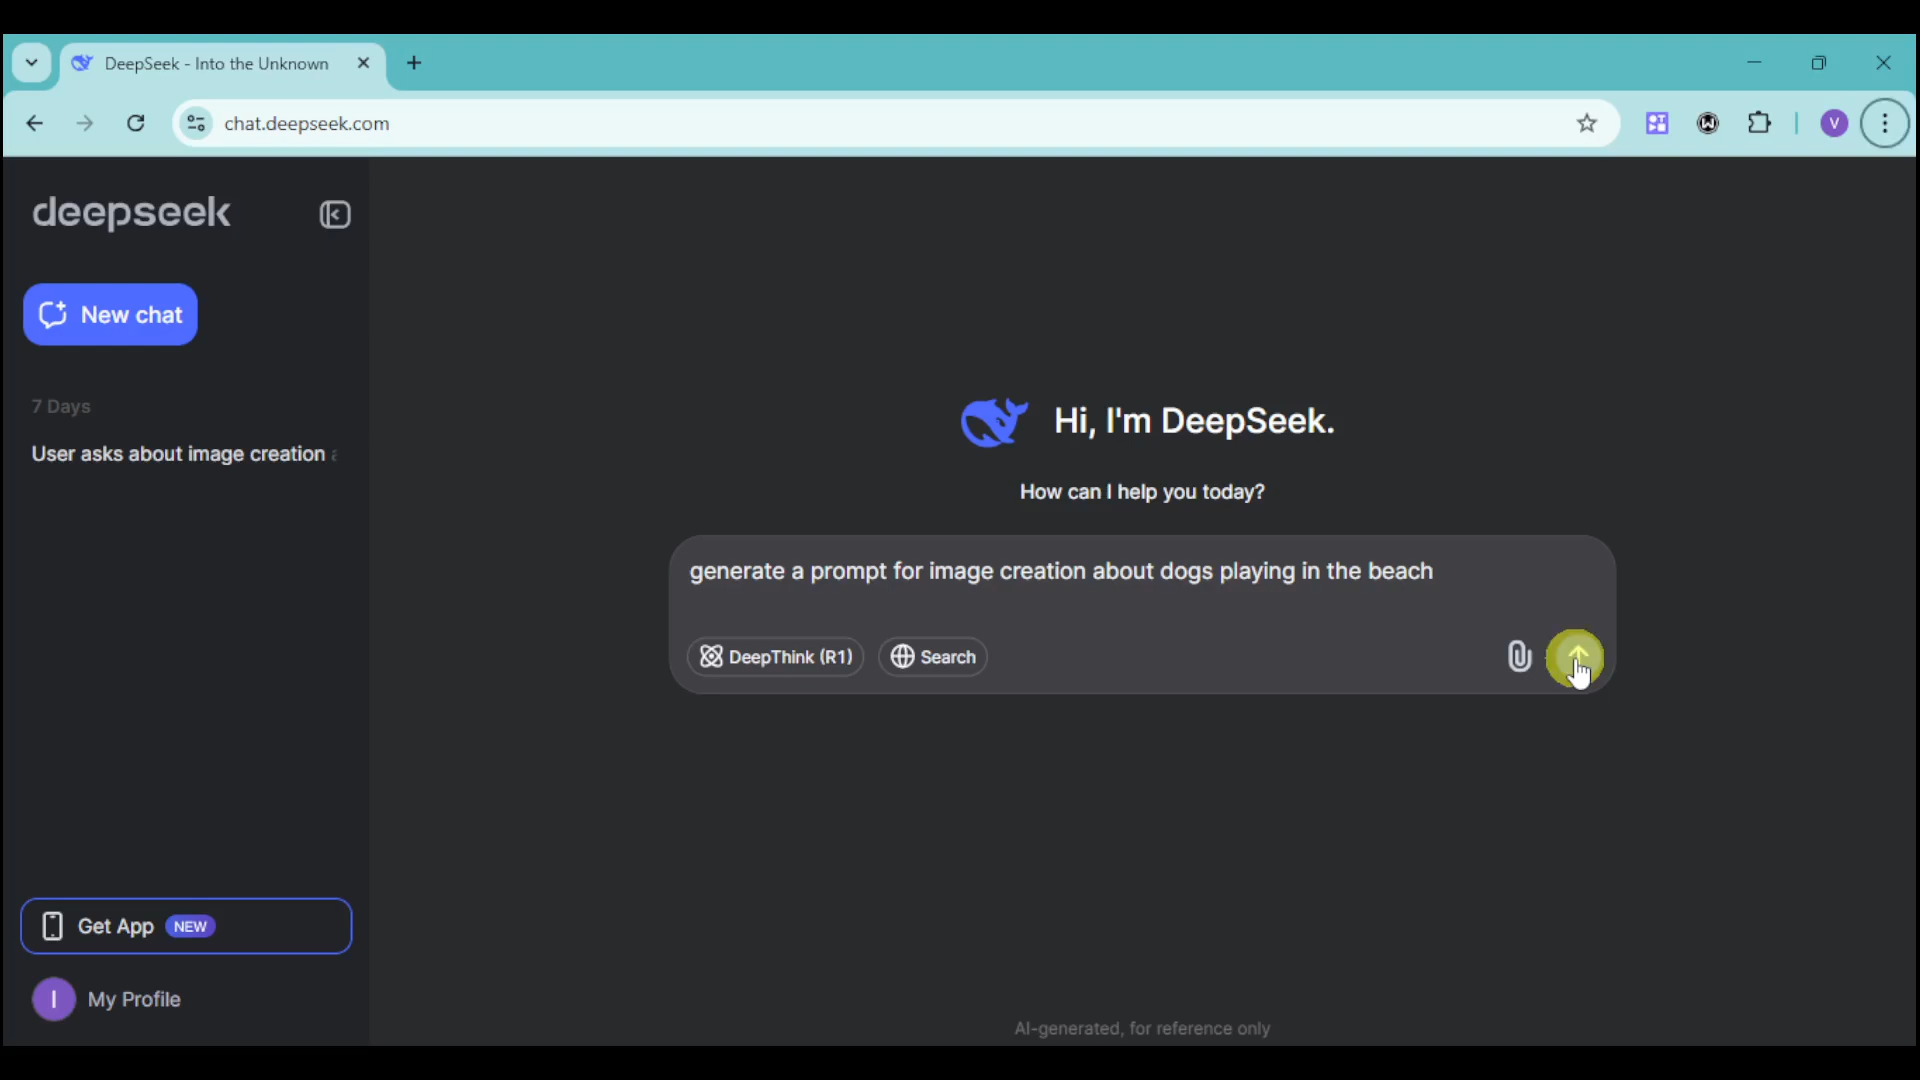 DeepSeek - Into the Unknown
chat.deepseek.com
V
deepseek
New chat
7 Days
User asks about image creation
Hi, I'm DeepSeek.
How can I help you today?
generate a prompt for image creation about dogs playing in the beach
DeepThink (R1) Search
Get App NEW
I My Profile
AI-generated, for reference only